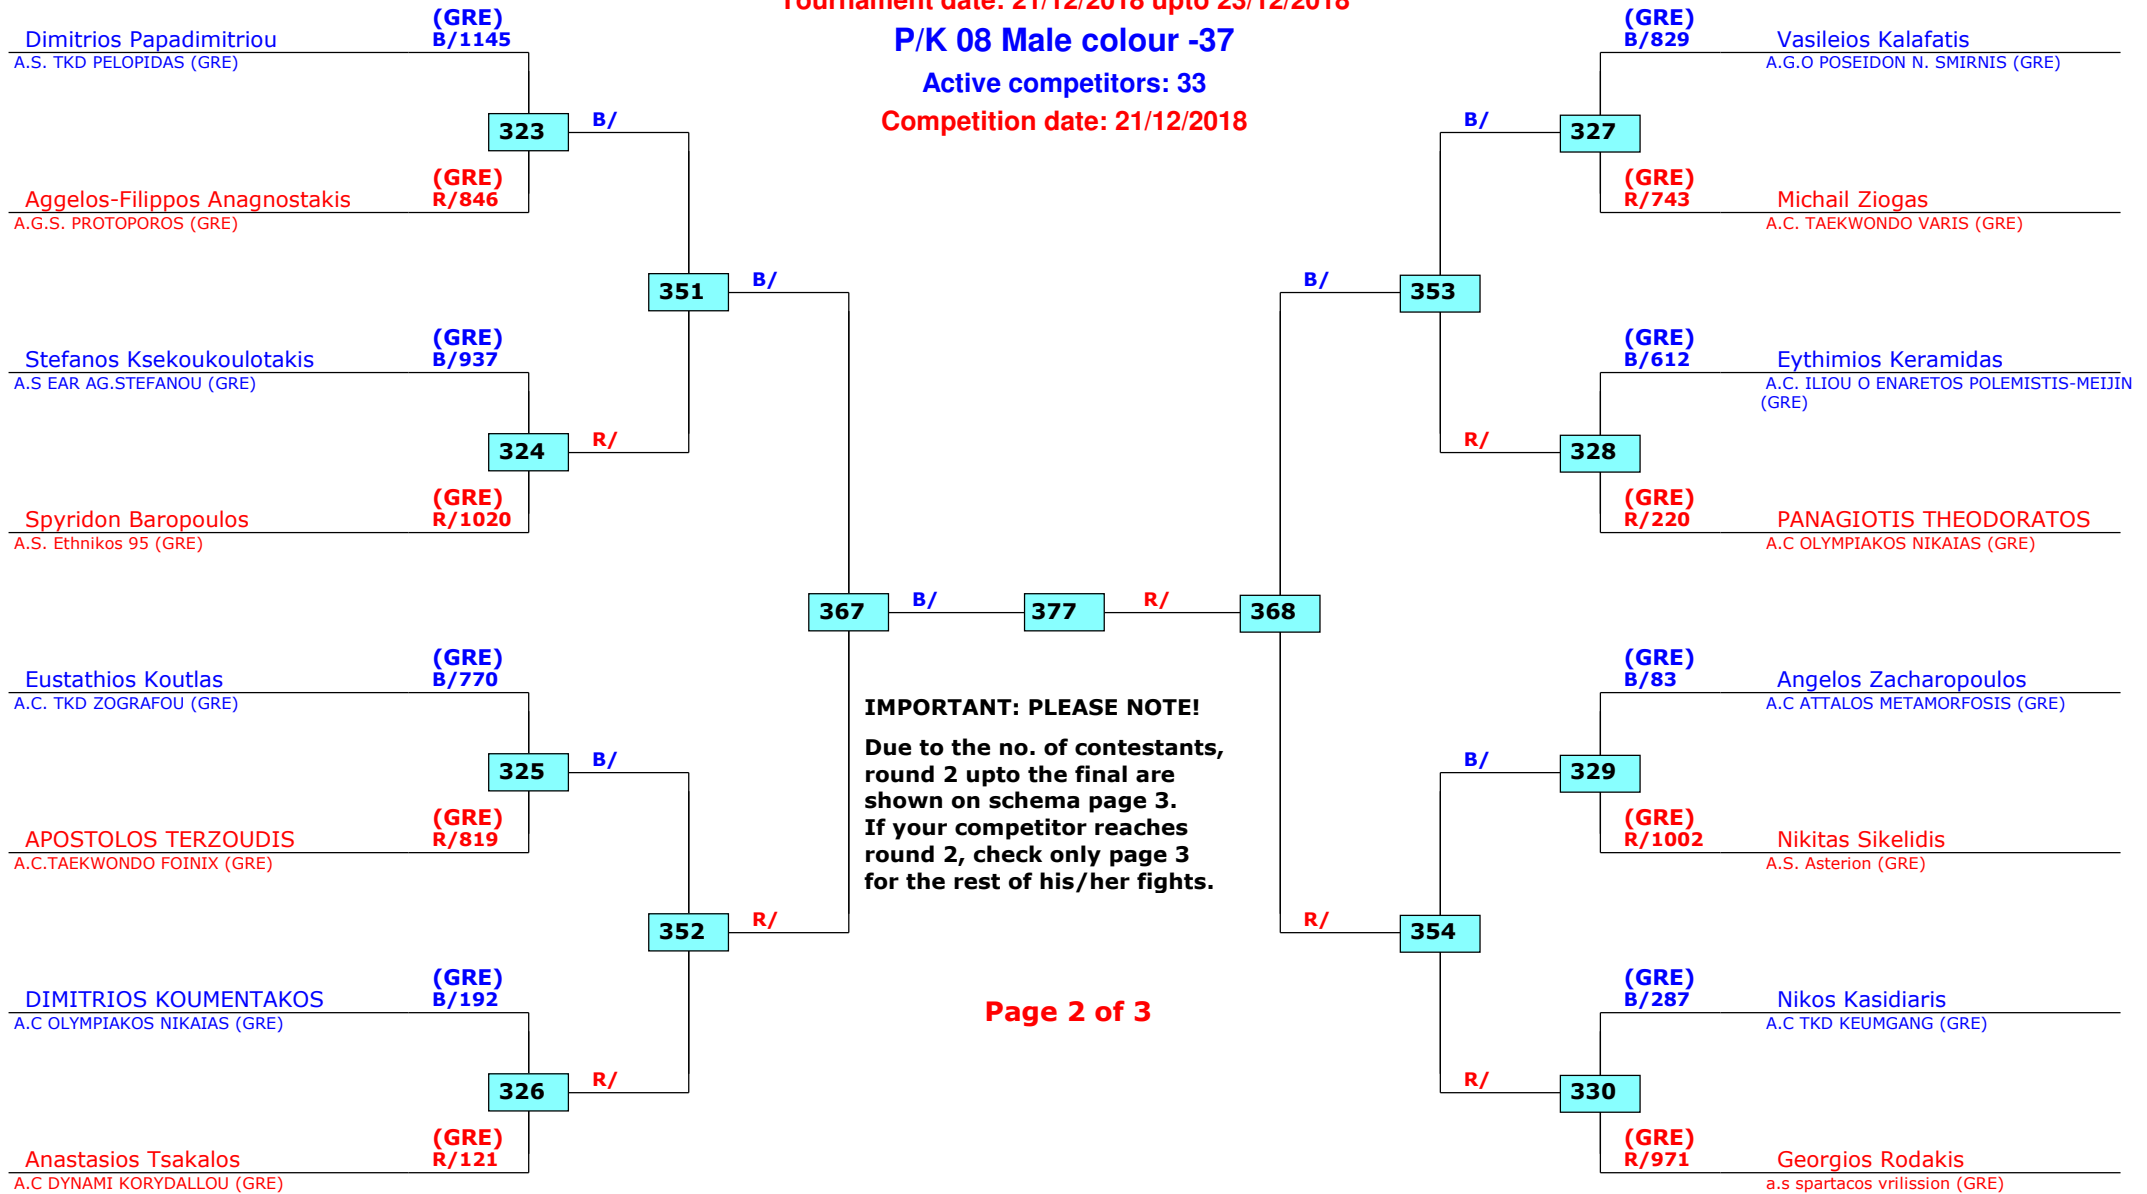 Tournament date: 21/12/2018 upto 23/12/2018
P/K 08 Male colour -37
Active competitors: 33
Competition date: 21/12/2018
(GRE)
Dimitrios Papadimitriou B/1145
A.S. TKD PELOPIDAS (GRE)
323 B/
(GRE)
Aggelos-Filippos Anagnostakis R/846
A.G.S. PROTOPOROS (GRE)
351 B/
(GRE)
Stefanos Ksekoukoulotakis B/937
A.S EAR AG.STEFANOU (GRE)
324 R/
(GRE)
Spyridon Baropoulos R/1020
A.S. Ethnikos 95 (GRE)
367 B/ 377 R/ 368
(GRE)
Eustathios Koutlas B/770
A.C. TKD ZOGRAFOU (GRE)
325 B/
(GRE)
APOSTOLOS TERZOUDIS R/819
A.C.TAEKWONDO FOINIX (GRE)
352 R/
(GRE)
DIMITRIOS KOUMENTAKOS B/192
A.C OLYMPIAKOS NIKAIAS (GRE)
326 R/
(GRE)
Anastasios Tsakalos R/121
A.C DYNAMI KORYDALLOU (GRE)
IMPORTANT: PLEASE NOTE!
Due to the no. of contestants,
round 2 upto the final are
shown on schema page 3.
If your competitor reaches
round 2, check only page 3
for the rest of his/her fights.
Page 2 of 3
(GRE)
B/829 Vasileios Kalafatis
A.G.O POSEIDON N. SMIRNIS (GRE)
B/ 327
(GRE)
R/743 Michail Ziogas
A.C. TAEKWONDO VARIS (GRE)
B/ 353
(GRE)
B/612 Eythimios Keramidas
A.C. ILIOU O ENARETOS POLEMISTIS-MEIJIN
(GRE)
R/ 328
(GRE)
R/220 PANAGIOTIS THEODORATOS
A.C OLYMPIAKOS NIKAIAS (GRE)
(GRE)
B/83 Angelos Zacharopoulos
A.C ATTALOS METAMORFOSIS (GRE)
B/ 329
(GRE)
R/1002 Nikitas Sikelidis
A.S. Asterion (GRE)
R/ 354
(GRE)
B/287 Nikos Kasidiaris
A.C TKD KEUMGANG (GRE)
R/ 330
(GRE)
R/971 Georgios Rodakis
a.s spartacos vrilission (GRE)